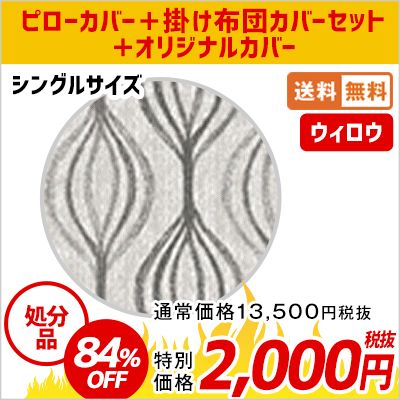 ピローカバー＋掛け布団カバーセット
＋オリジナルカバー
シングルサイズ
送料 無料
ウィロウ
処分品
通常価格13,500円税抜
84%OFF
特別価格
2,000円税抜